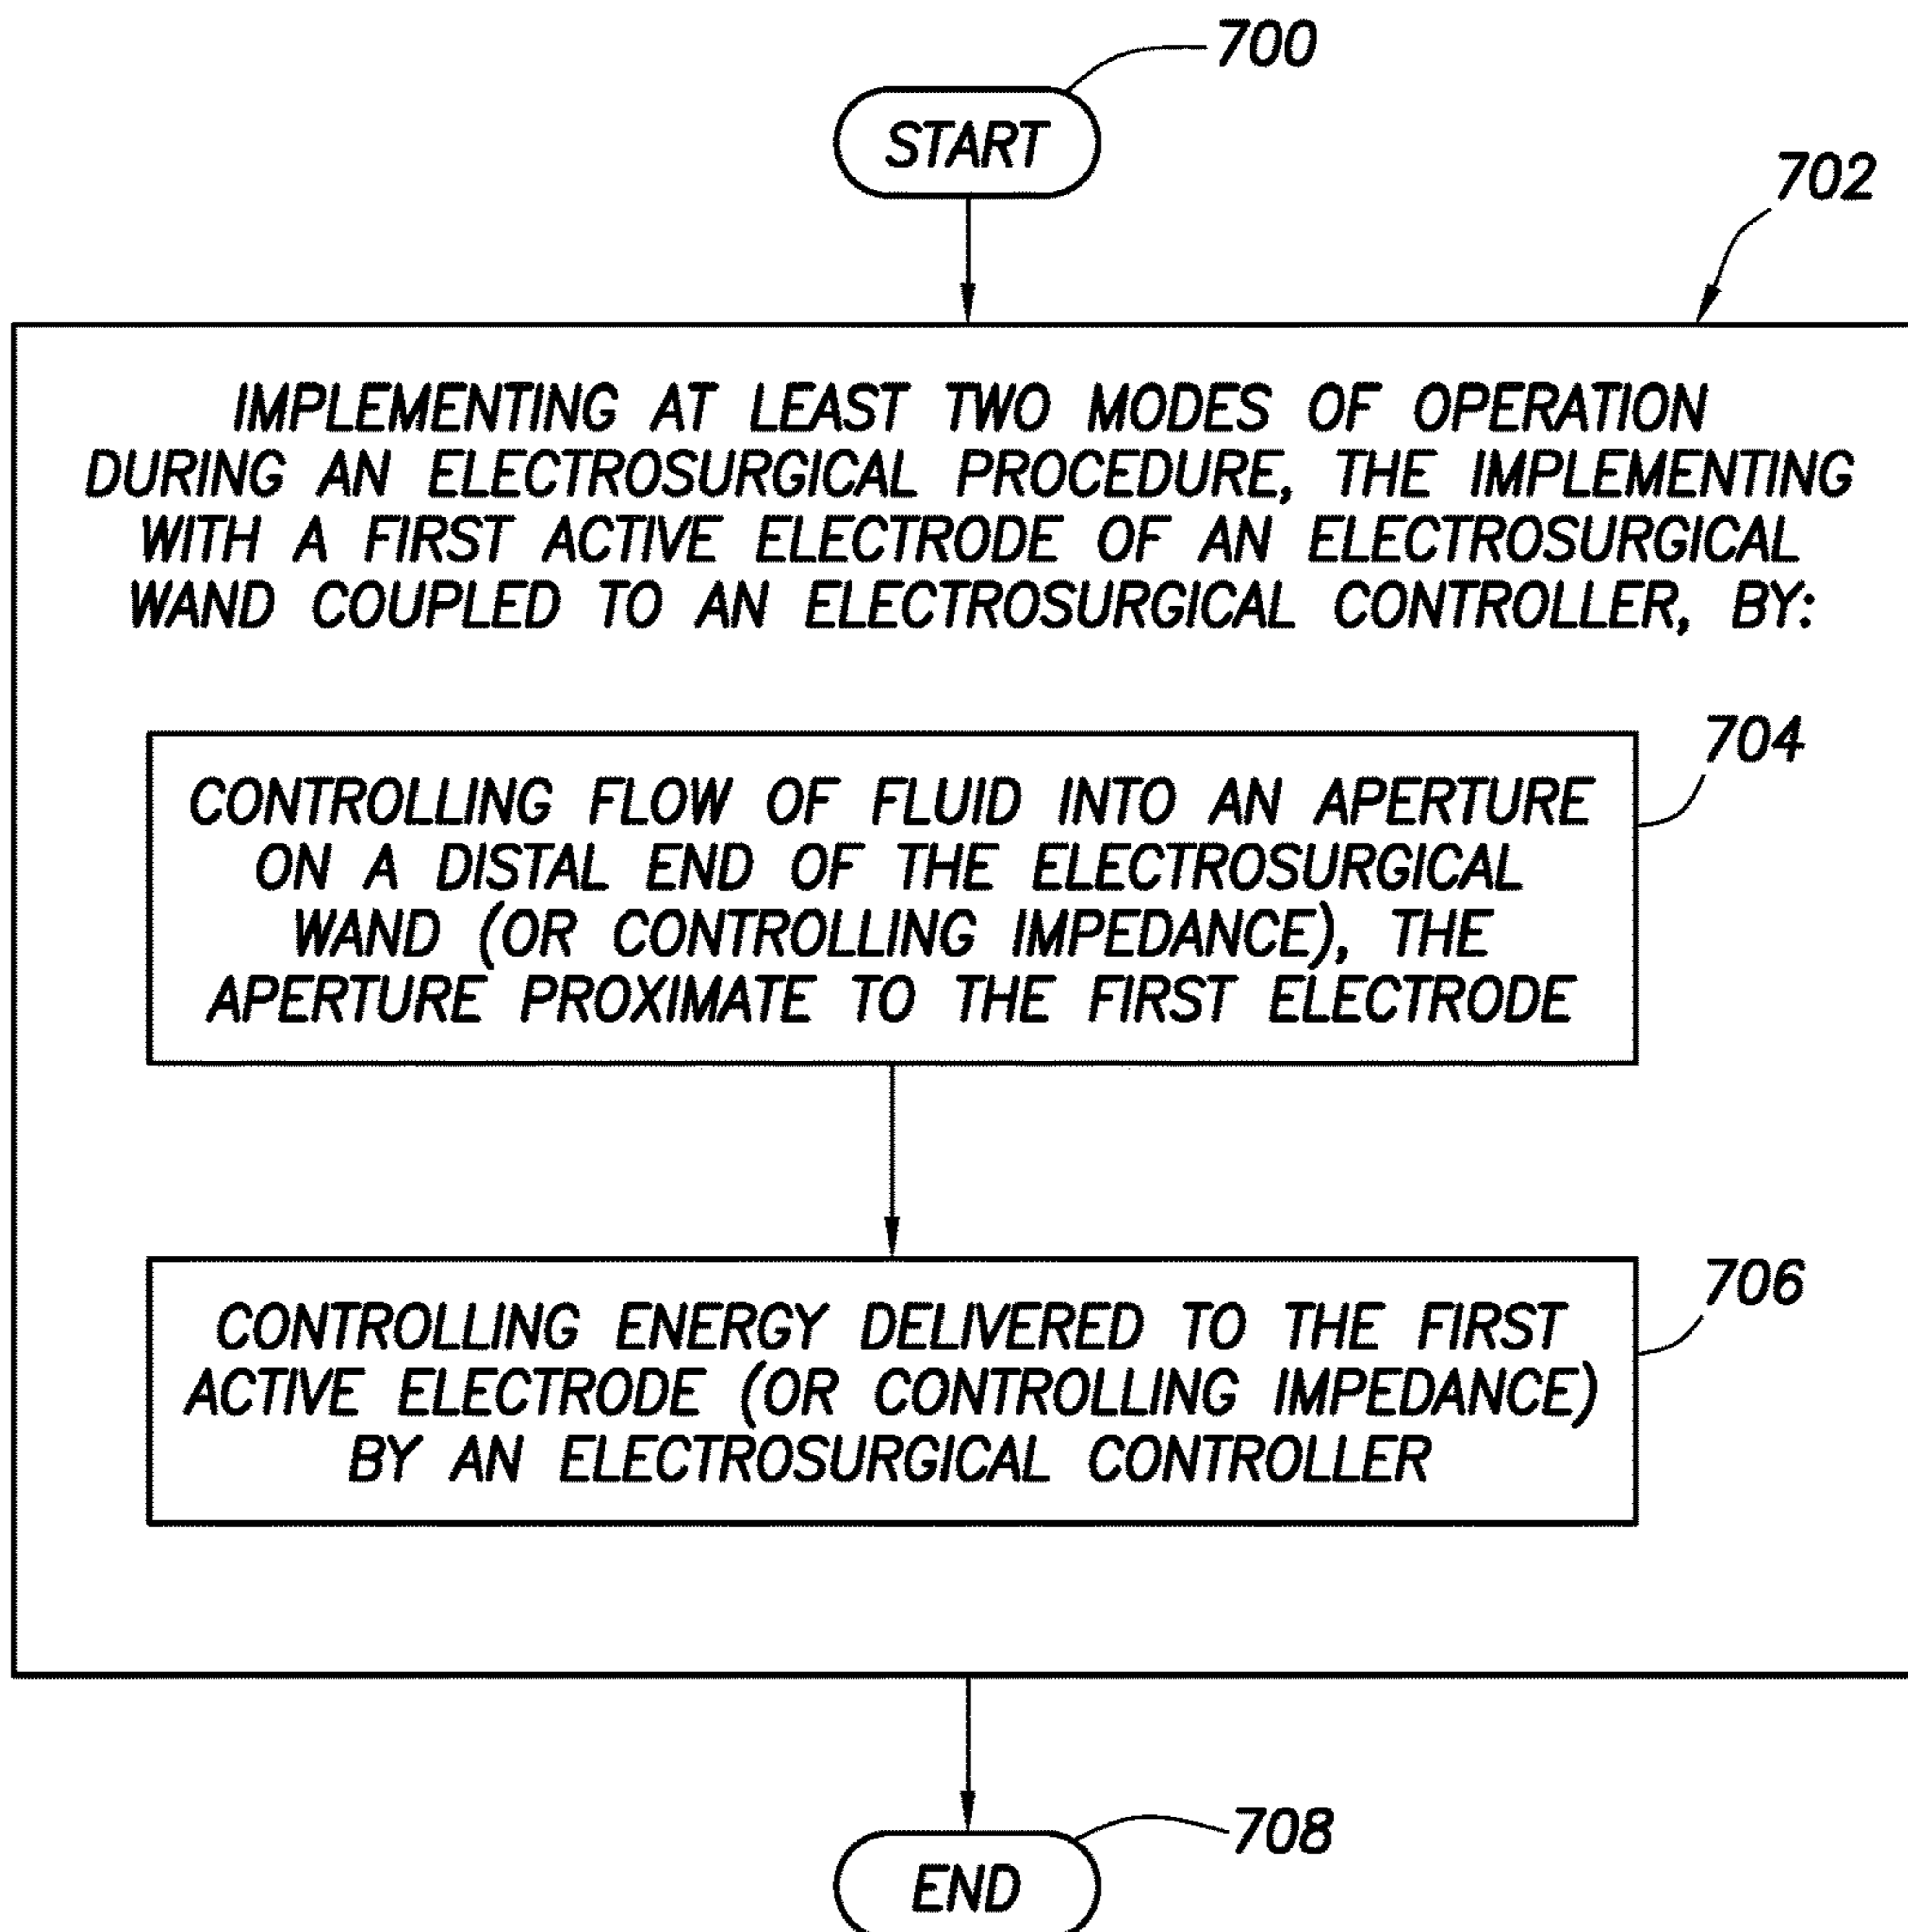 700
START
702
IMPLEMENTING AT LEAST TWO MODES OF OPERATION
DURING AN ELECTROSURGICAL PROCEDURE, THE IMPLEMENTING
WITH A FIRST ACTIVE ELECTRODE OF AN ELECTROSURGICAL
WAND COUPLED TO AN ELECTROSURGICAL CONTROLLER, BY:
704
CONTROLLING FLOW OF FLUID INTO AN APERTURE
ON A DISTAL END OF THE ELECTROSURGICAL
WAND (OR CONTROLLING IMPEDANCE), THE
APERTURE PROXIMATE TO THE FIRST ELECTRODE
706
CONTROLLING ENERGY DELIVERED TO THE FIRST
ACTIVE ELECTRODE (OR CONTROLLING IMPEDANCE)
BY AN ELECTROSURGICAL CONTROLLER
708
END